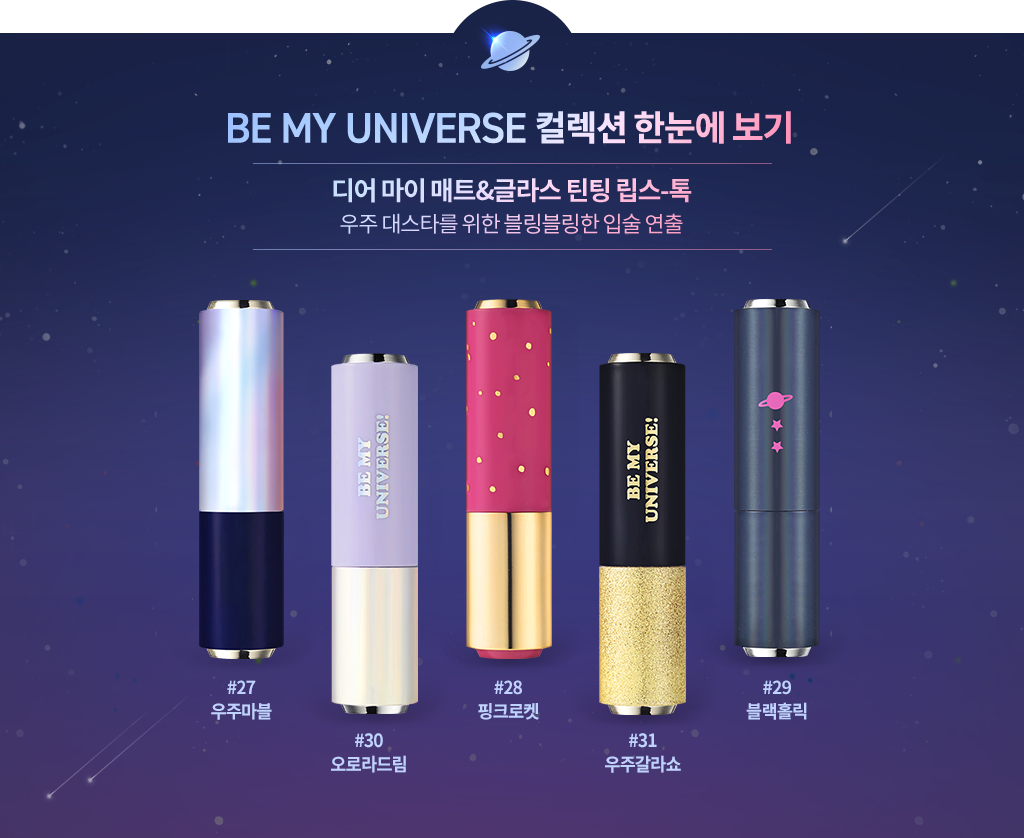 BE MY UNIVERSE 컬렉션 한눈에 보기
디어 마이 매트&글라스 틴팅 립스-톡
우주 대스타를 위한 블링블링한 입술 연출
BE MY
UNIVERSE!
BE MY
UNIVERSE!
#27
우주마블
#28
핑크로켓
#29
블랙홀릭
#30
오로라드림
#31
우주갈라쇼